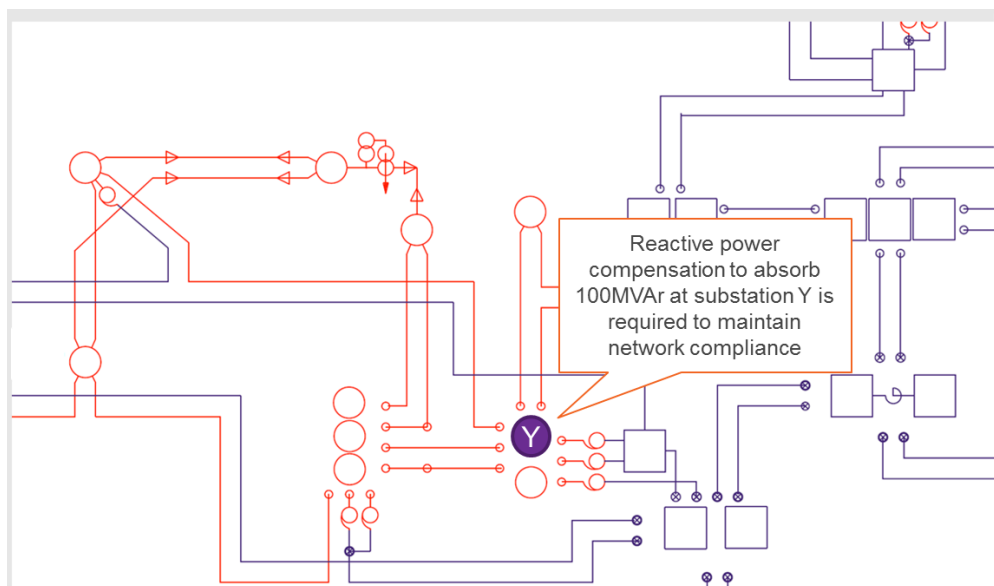 Reactive power
compensation to absorb
100MVAr at substation Y is
required to maintain
network compliance
Y